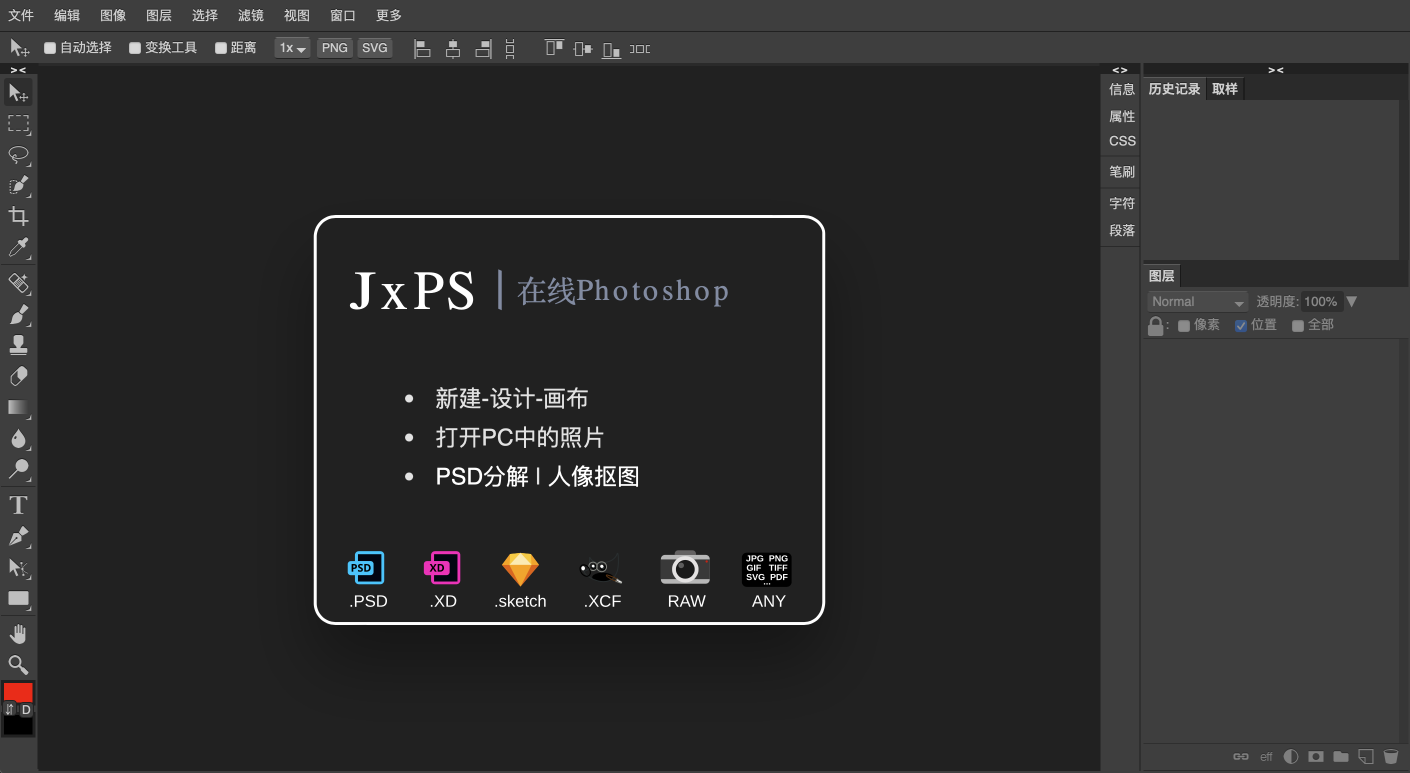 文件 编辑 图像 图层 选择 滤镜 视图 窗口 更多
自动选择 变换工具 距离 1x PNG SVG
>< <> ><
信息
属性
CSS
笔刷
字符
段落
历史记录 取样
JxPS | 在线Photoshop
新建-设计-画布
打开PC中的照片
PSD分解 | 人像抠图
PSD XD JPG PNG
GIF TIFF
SVG PDF
...
.PSD .XD .sketch .XCF RAW ANY
图层
Normal 透明度: 100%
: 像素 位置 全部
T
D
eff